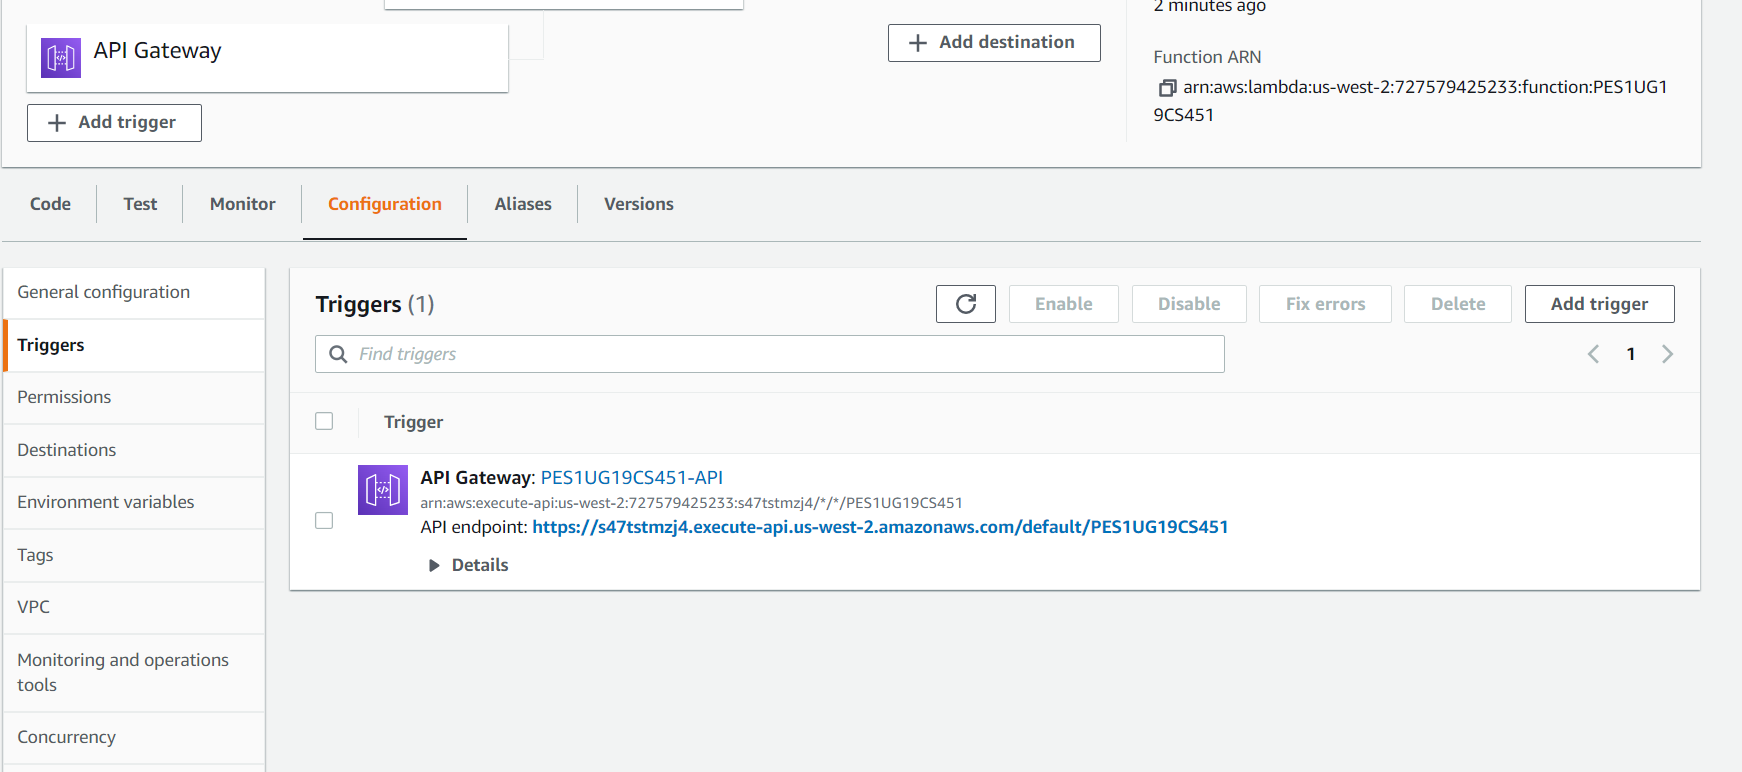 2 minutes ago
API Gateway
Add destination
Function ARN
arn:aws:lambda:us-west-2:727579425233:function:PES1UG1
9CS451
Add trigger
Code
Test
Monitor
Configuration
Aliases
Versions
General configuration
Triggers
Permissions
Destinations
Environment variables
Tags
VPC
Monitoring and operations
tools
Concurrency
Triggers (1)
Enable
Disable
Fix errors
Delete
Add trigger
Find triggers
1
Trigger
API Gateway: PES1UG19CS451-API
arn:aws:execute-api:us-west-2:727579425233:s47tstmzj4/*/*/PES1UG19CS451
API endpoint: https://s47tstmzj4.execute-api.us-west-2.amazonaws.com/default/PES1UG19CS451
Details